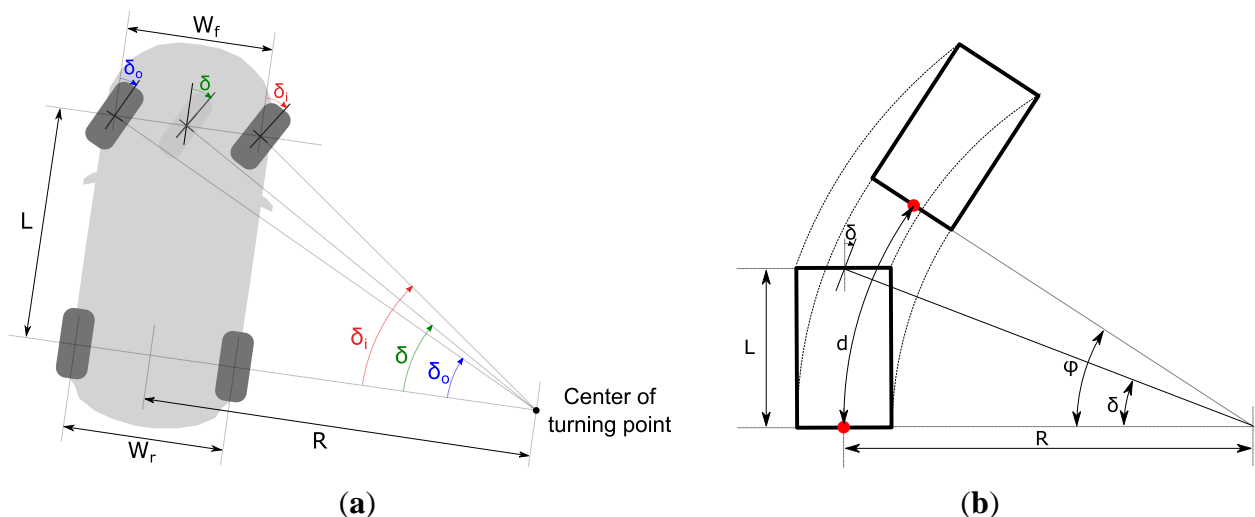 W_f
δ_o
δ
δ_i
L
δ_i
δ
δ_o
Center of
turning point
R
W_r
(a)
δ
L
d
φ
δ
R
(b)